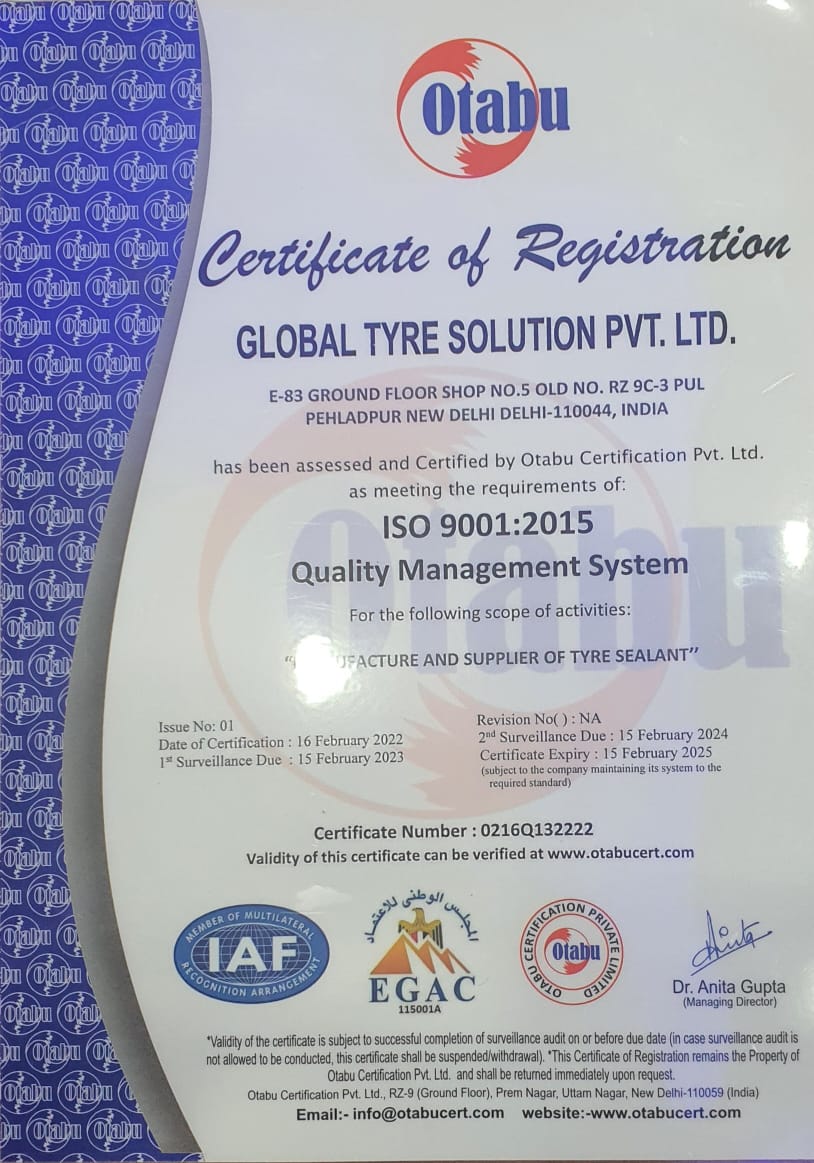 Otabu
Certificate of Registration
GLOBAL TYRE SOLUTION PVT. LTD.
E-83 GROUND FLOOR SHOP NO.5 OLD NO. RZ 9C-3 PUL
PEHLADPUR NEW DELHI DELHI-110044, INDIA
has been assessed and Certified by Otabu Certification Pvt. Ltd.
as meeting the requirements of:
ISO 9001:2015
Quality Management System
For the following scope of activities:
UFACTURE AND SUPPLIER OF TYRE SEALANT”
Issue No: 01
Date of Certification : 16 February 2022
1st Surveillance Due : 15 February 2023
Revision No( ) : NA
2nd Surveillance Due : 15 February 2024
Certificate Expiry : 15 February 2025
(subject to the company maintaining its system to the
required standard)
Certificate Number : 0216Q132222
Validity of this certificate can be verified at www.otabucert.com
MEMBER OF MULTILATERAL
IAF
RECOGNITION ARRANGEMENT
المجلس الوطني للاعتماد
EGAC
115001A
OTABU CERTIFICATION PRIVATE LIMITED
Otabu
Anita
Dr. Anita Gupta
(Managing Director)
*Validity of the certificate is subject to successful completion of surveillance audit on or before due date (in case surveillance audit is
not allowed to be conducted, this certificate shall be suspended/withdrawal). *This Certificate of Registration remains the Property of
Otabu Certification Pvt. Ltd. and shall be returned immediately upon request.
Otabu Certification Pvt. Ltd., RZ-9 (Ground Floor), Prem Nagar, Uttam Nagar, New Delhi-110059 (India)
Email:- info@otabucert.com website:-www.otabucert.com